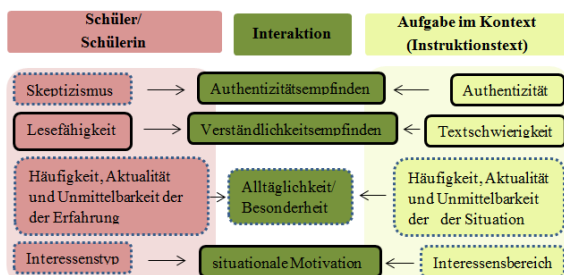 Schüler/
Schülerin
Interaktion
Aufgabe im Kontext
(Instruktionstext)
Skeptizismus
Authentizitätsempfinden
Authentizität
Lesefähigkeit
Verständlichkeitsempfinden
Textschwierigkeit
Häufigkeit, Aktualität
und Unmittelbarkeit der
der Erfahrung
Alltäglichkeit/
Besonderheit
Häufigkeit, Aktualität
und Unmittelbarkeit
der der Situation
Interessenstyp
situationale Motivation
Interessensbereich